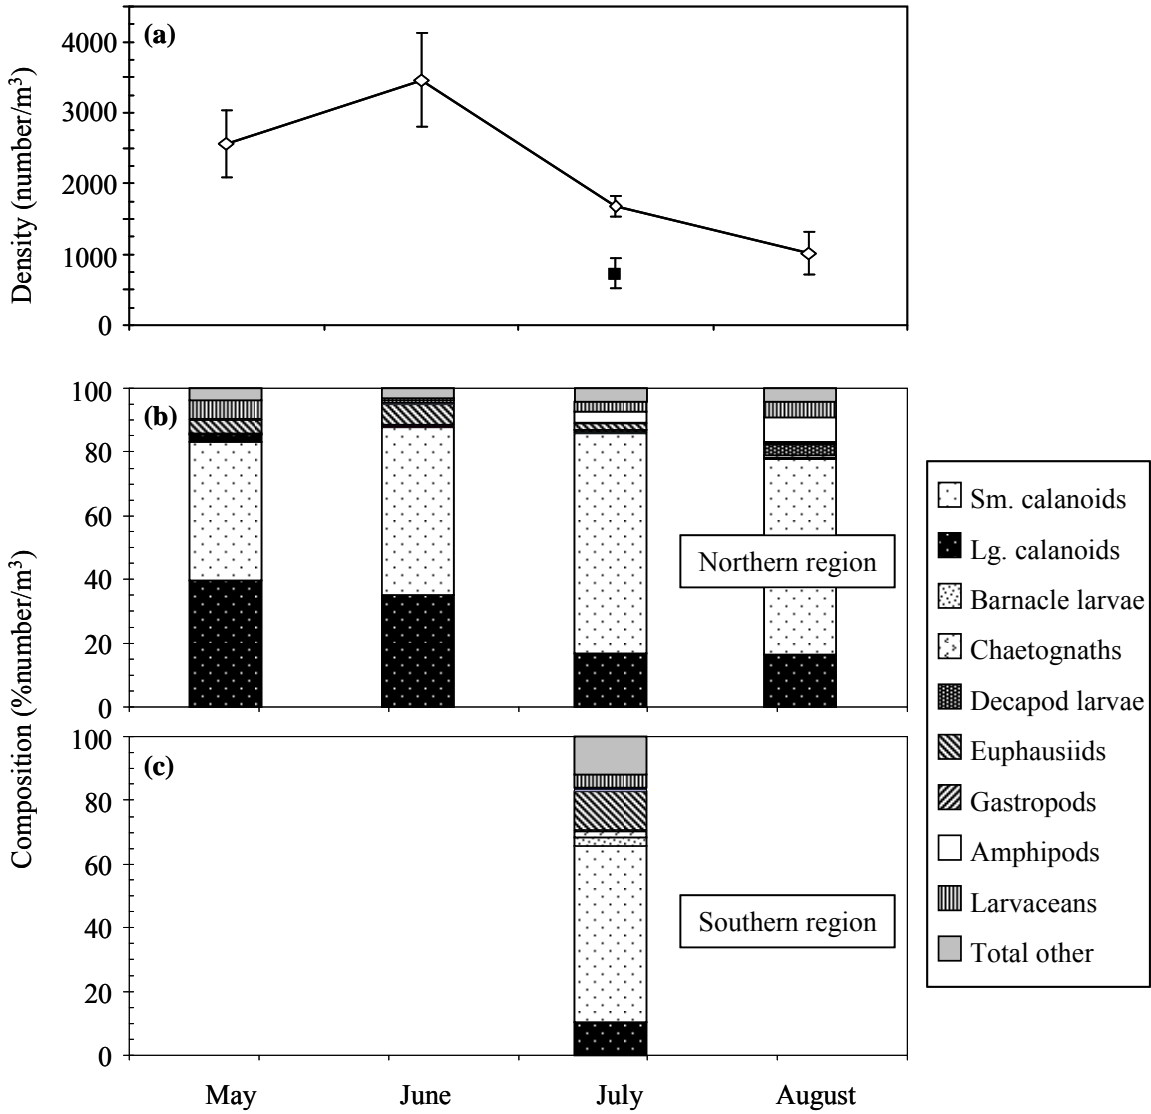 (a)
4000
3000
2000
1000
0
Density (number/m³)
(b)
100
80
60
40
20
0
Northern region
(c)
100
80
60
40
20
0
Southern region
Composition (%number/m³)
May June July August
Sm. calanoids
Lg. calanoids
Barnacle larvae
Chaetognaths
Decapod larvae
Euphausiids
Gastropods
Amphipods
Larvaceans
Total other